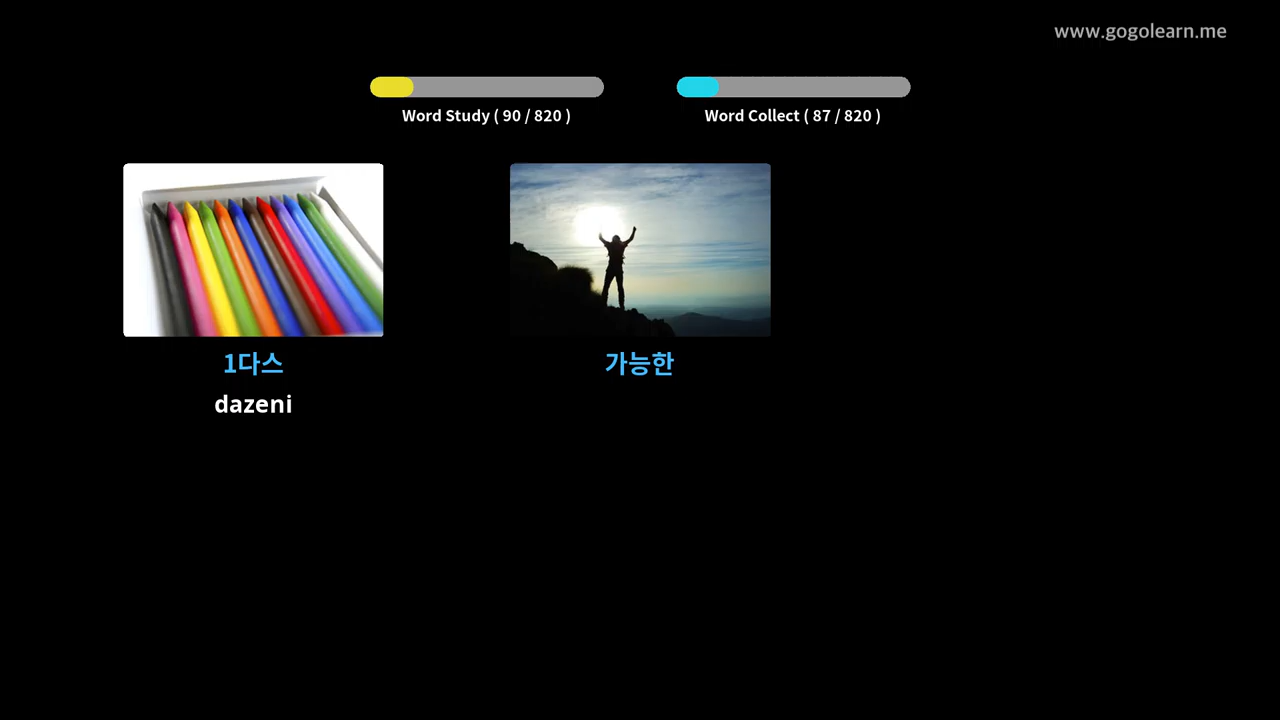 www.gogolearn.me
Word Study ( 90 / 820 )
Word Collect ( 87 / 820 )
1다스
dazeni
가능한